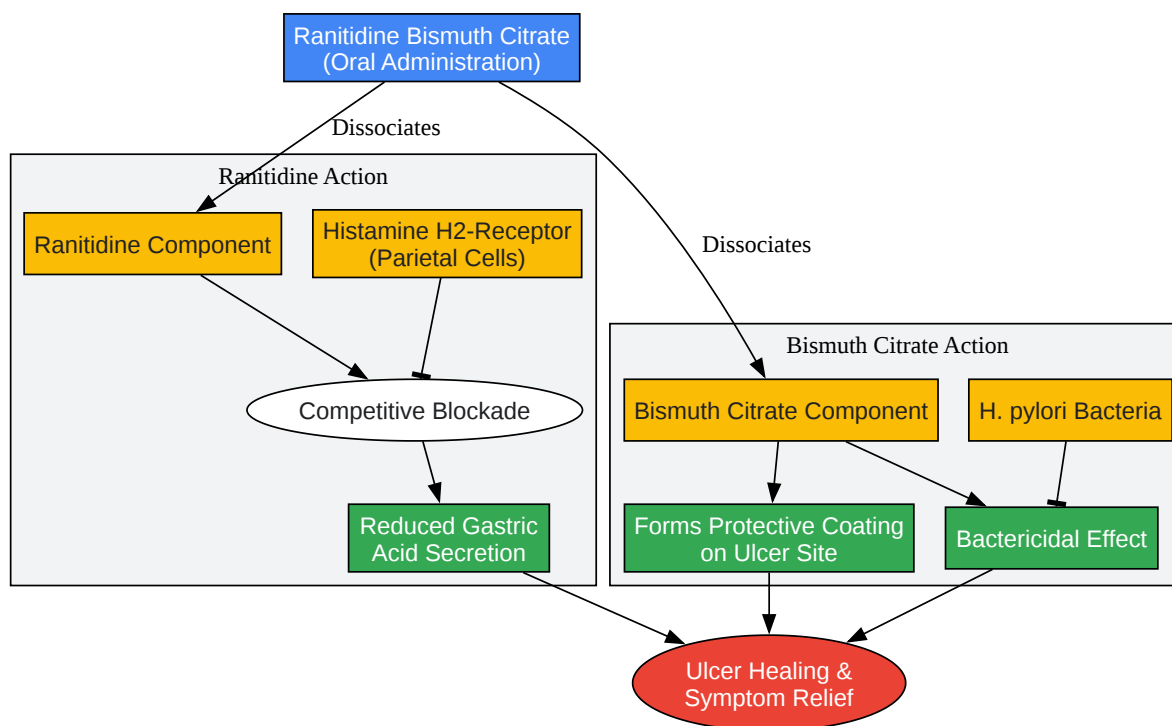 Ranitidine Bismuth Citrate
(Oral Administration)
Dissociates
Ranitidine Action
Ranitidine Component
Histamine H2-Receptor
(Parietal Cells)
Dissociates
Competitive Blockade
Bismuth Citrate Action
Bismuth Citrate Component
H. pylori Bacteria
Reduced Gastric
Acid Secretion
Forms Protective Coating
on Ulcer Site
Bactericidal Effect
Ulcer Healing &
Symptom Relief